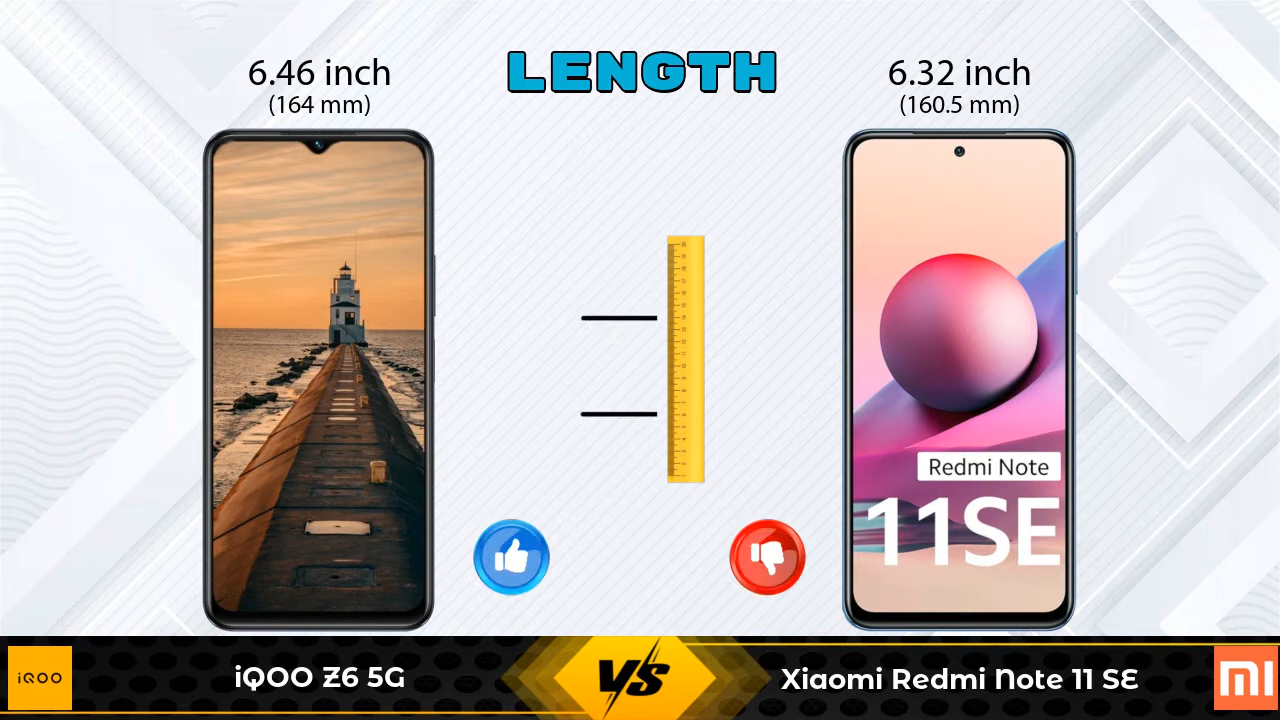 LENGTH
6.46 inch
(164 mm)
6.32 inch
(160.5 mm)
Redmi Note
11SE
iQOO
iQOO Z6 5G
VS
Xiaomi Redmi Note 11 SE
MI